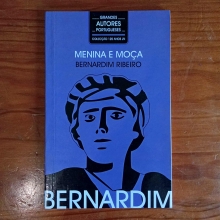 GRANDES
AUTORES
PORTUGUESES
MENINA E MOÇA
BERNARDIM RIBEIRO
BERNARDIM